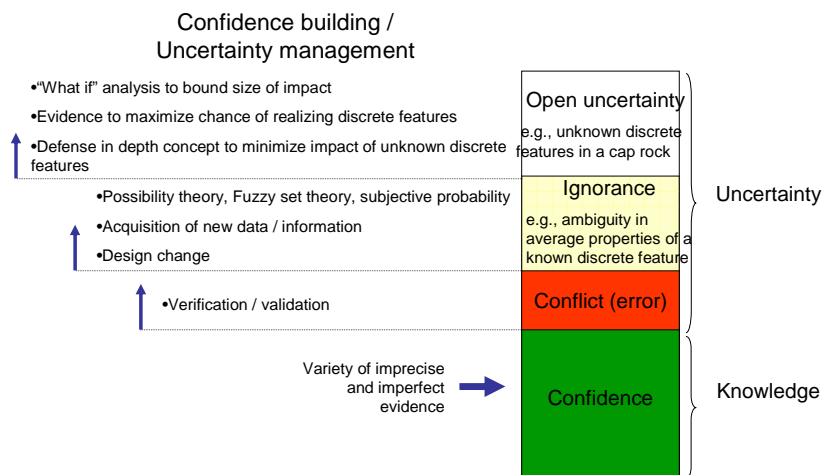 Confidence building /
Uncertainty management
•“What if” analysis to bound size of impact
•Evidence to maximize chance of realizing discrete features
•Defense in depth concept to minimize impact of unknown discrete
features
Open uncertainty
e.g., unknown discrete
features in a cap rock
•Possibility theory, Fuzzy set theory, subjective probability
•Acquisition of new data / information
•Design change
Ignorance
e.g., ambiguity in
average properties of a
known discrete feature
Uncertainty
•Verification / validation
Conflict (error)
Variety of imprecise
and imperfect
evidence
Confidence
Knowledge